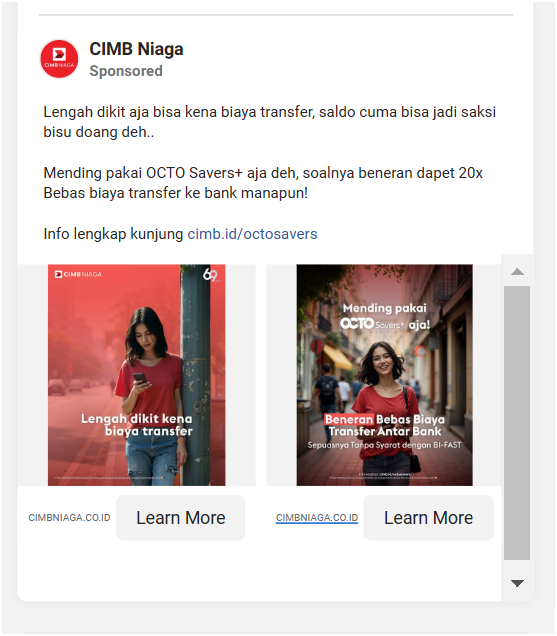 CIMB Niaga
Sponsored
Lengah dikit aja bisa kena biaya transfer, saldo cuma bisa jadi saksi
bisu doang deh..
Mending pakai OCTO Savers+ aja deh, soalnya beneran dapet 20x
Bebas biaya transfer ke bank manapun!
Info lengkap kunjung cimb.id/octosavers
CIMB NIAGA
69
Lengah dikit kena
biaya transfer
CIMBNIAGA.CO.ID
Learn More
Mending pakai
OCTO Savers+ aja!
Beneran Bebas Biaya
Transfer Antar Bank
Sepuasnya Tanpa Syarat dengan BI-FAST
CIMBNIAGA.CO.ID
Learn More